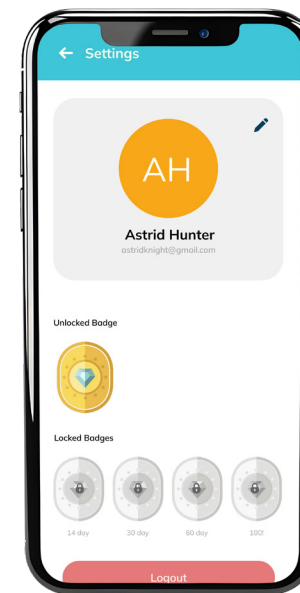 Settings
AH
Astrid Hunter
astridknight@gmail.com
Unlocked Badge
Locked Badges
14 day 30 day 60 day 100!
Logout